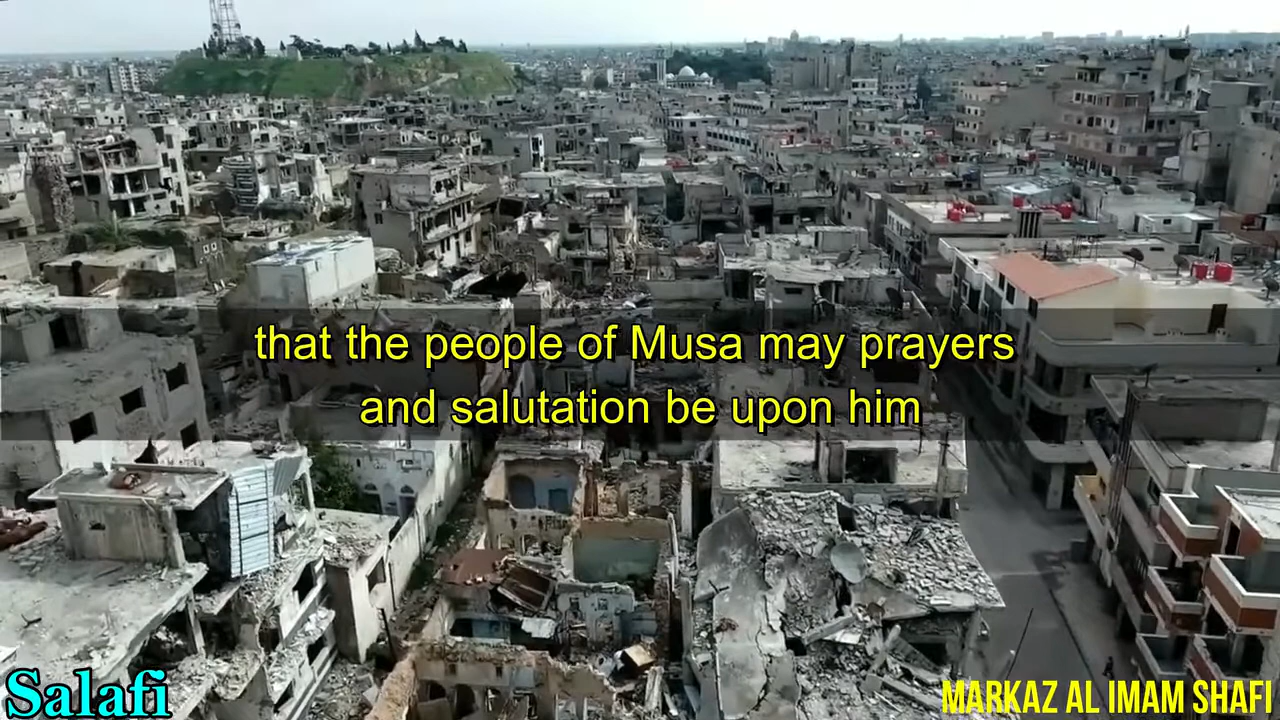 that the people of Musa may prayers
and salutation be upon him
Salafi
MARKAZ AL IMAM SHAFI